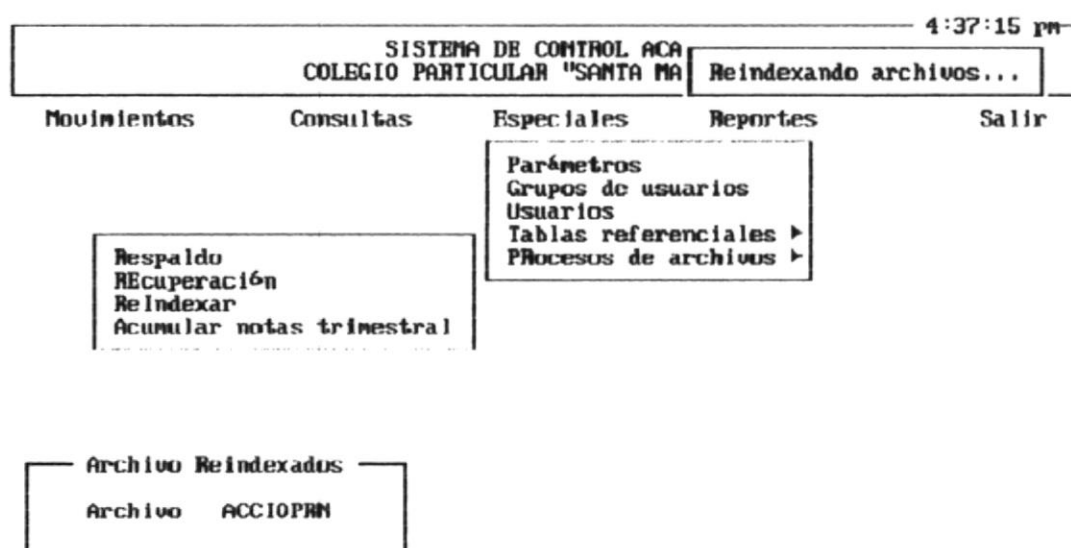 4:37:15 pm
SISTEMA DE CONTROL ACA
COLEGIO PARTICULAR "SANTA MA
Reindexando archivos...
Movimientos Consultas Especiales Reportes Salir
Parámetros
Grupos de usuarios
Usuarios
Tablas referenciales ►
PRocesos de archivos ►
Respaldo
REcuperación
ReIndexar
Acumular notas trimestral
Archivo Reindexados
Archivo ACCIOPRN